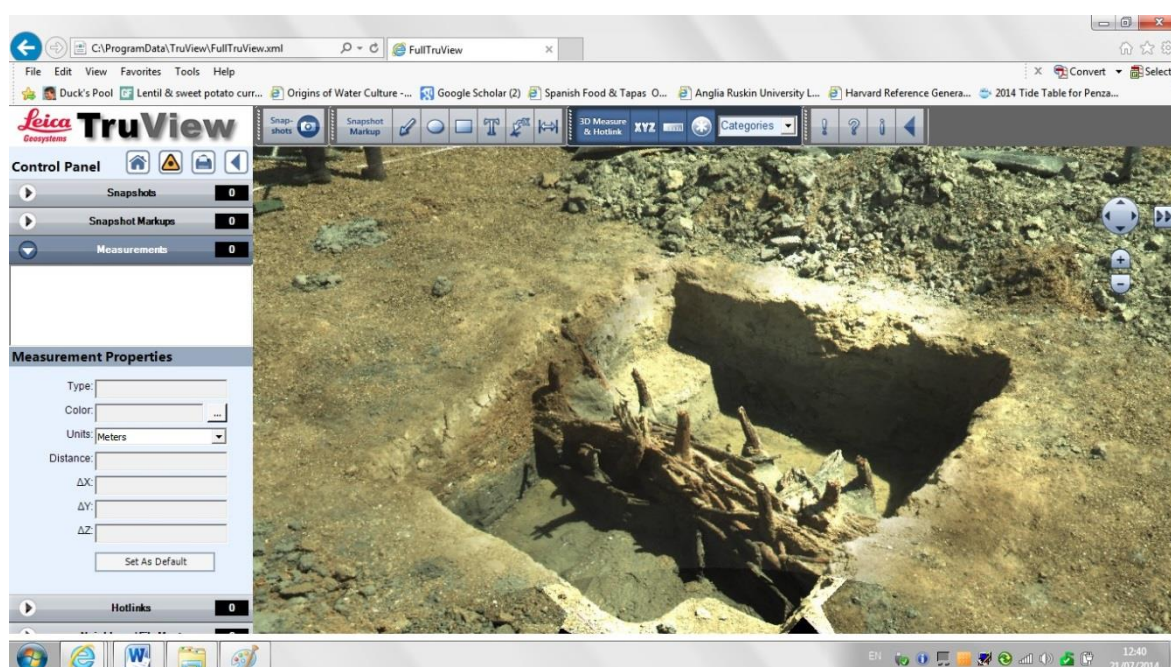 C:\ProgramData\TruView\FullTruView.xml
FullTruView
File Edit View Favorites Tools Help
Convert
Select
Duck's Pool
Lentil & sweet potato curr...
Origins of Water Culture -...
Google Scholar (2)
Spanish Food & Tapas O...
Anglia Ruskin University L...
Harvard Reference Genera...
2014 Tide Table for Penza...
Leica
Geosystems
TruView
Snap-
shots
Snapshot
Markup
3D Measure
& Hotlink
XYZ
Categories
Control Panel
Snapshots 0
Snapshot Markups 0
Measurements 0
Measurement Properties
Type:
Color: ...
Units: Meters
Distance:
ΔX:
ΔY:
ΔZ:
Set As Default
Hotlinks 0
EN
12:40
21/07/2014